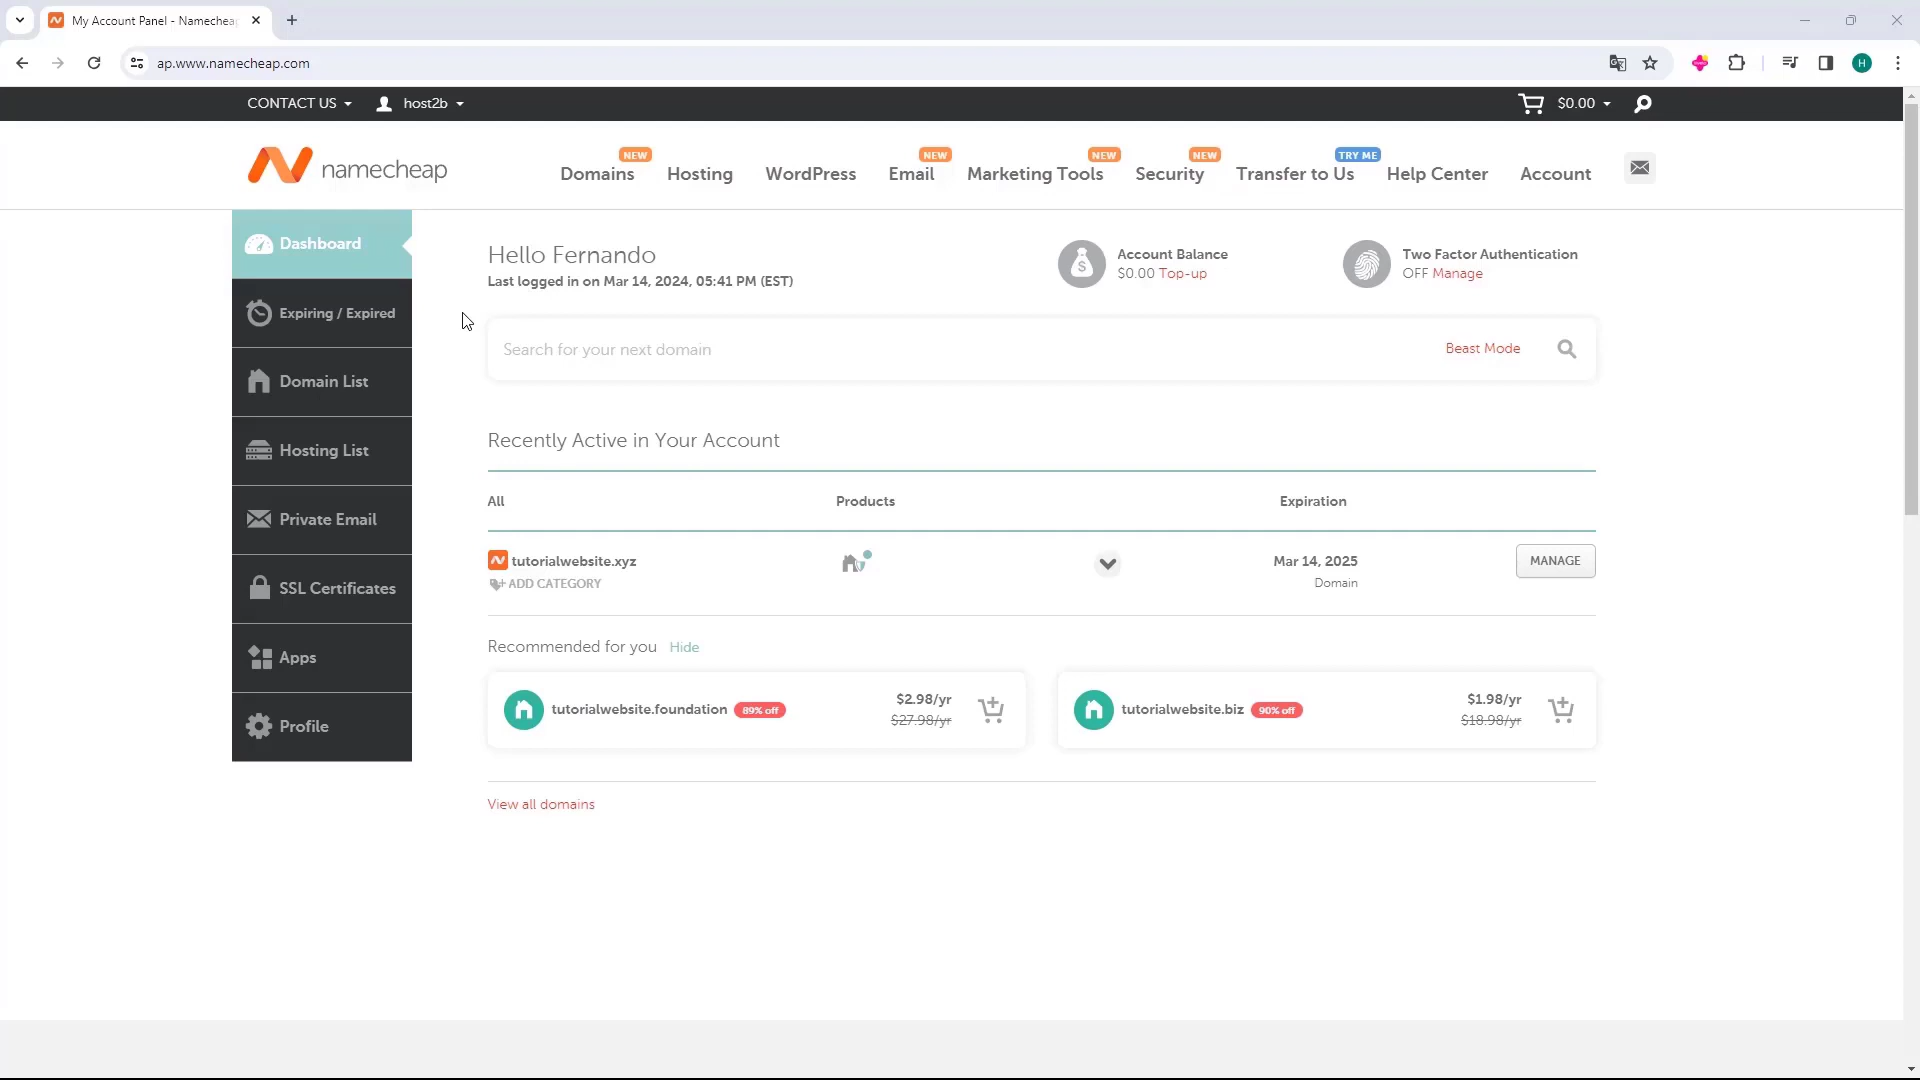 My Account Panel - Namecheap
ap.www.namecheap.com
H
CONTACT US
host2b
$0.00
namecheap
NEW
NEW
NEW
NEW
TRY ME
Domains
Hosting
WordPress
Email
Marketing Tools
Security
Transfer to Us
Help Center
Account
Dashboard
Expiring / Expired
Domain List
Hosting List
Private Email
SSL Certificates
Apps
Profile
Hello Fernando
Last logged in on Mar 14, 2024, 05:41 PM (EST)
Account Balance
$0.00 Top-up
Two Factor Authentication
OFF Manage
Search for your next domain
Beast Mode
Recently Active in Your Account
All
Products
Expiration
tutorialwebsite.xyz
ADD CATEGORY
Mar 14, 2025
Domain
MANAGE
Recommended for you
Hide
tutorialwebsite.foundation
89% off
$2.98/yr
$27.98/yr
tutorialwebsite.biz
90% off
$1.98/yr
$18.98/yr
View all domains